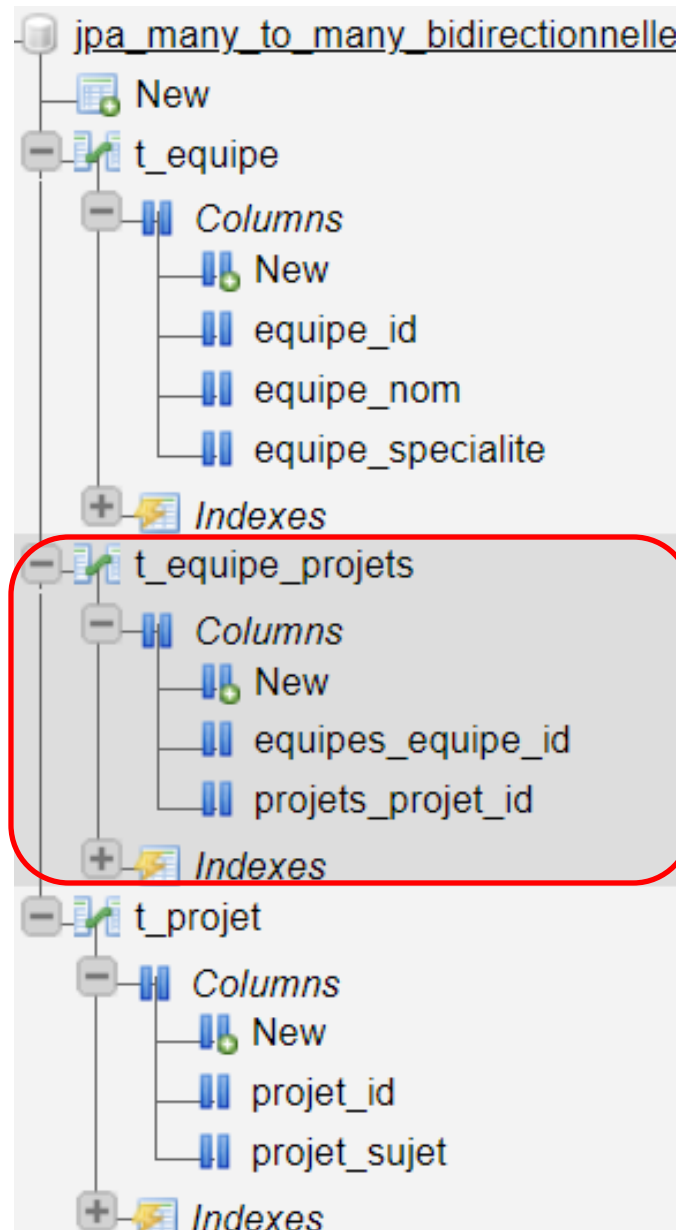 jpa_many_to_many_bidirectionnelle
New
t_equipe
Columns
New
equipe_id
equipe_nom
equipe_specialite
Indexes
t_equipe_projets
Columns
New
equipes_equipe_id
projets_projet_id
Indexes
t_projet
Columns
New
projet_id
projet_sujet
Indexes